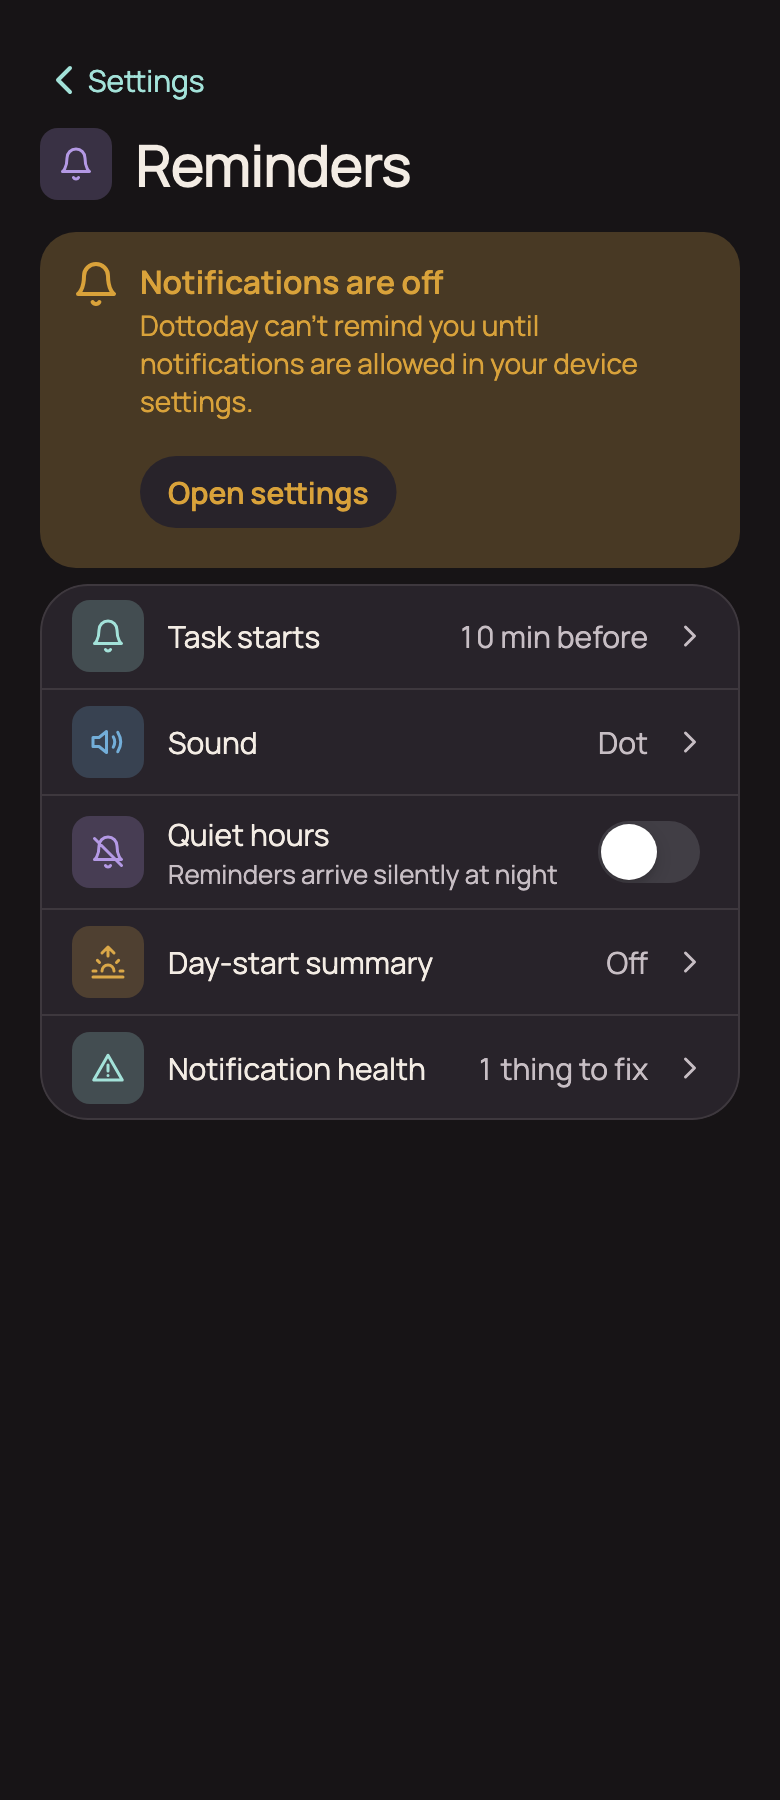 Settings
Reminders
Notifications are off
Dottoday can’t remind you until
notifications are allowed in your device
settings.
Open settings
Task starts 10 min before
Sound Dot
Quiet hours
Reminders arrive silently at night
Day-start summary Off
Notification health 1 thing to fix